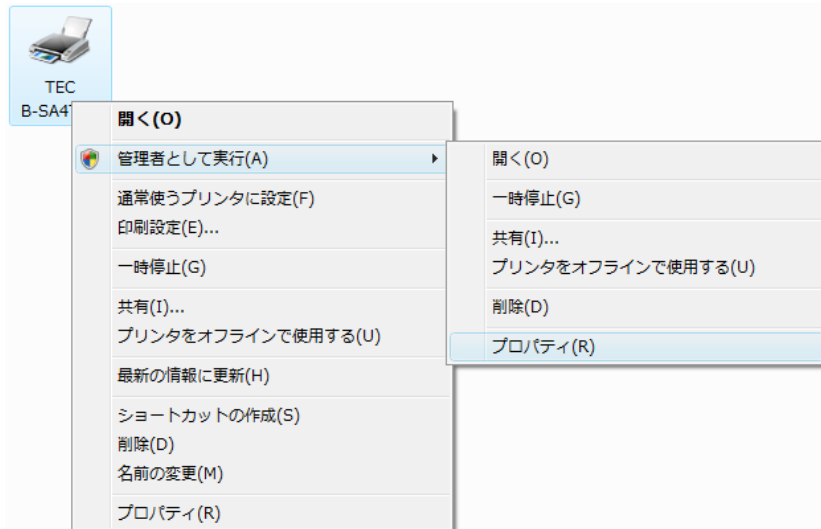 TEC
B-SA4
開く(O)
管理者として実行(A)
通常使うプリンタに設定(F)
印刷設定(E)...
一時停止(G)
共有(I)...
プリンタをオフラインで使用する(U)
最新の情報に更新(H)
ショートカットの作成(S)
削除(D)
名前の変更(M)
プロパティ(R)
開く(O)
一時停止(G)
共有(I)...
プリンタをオフラインで使用する(U)
削除(D)
プロパティ(R)